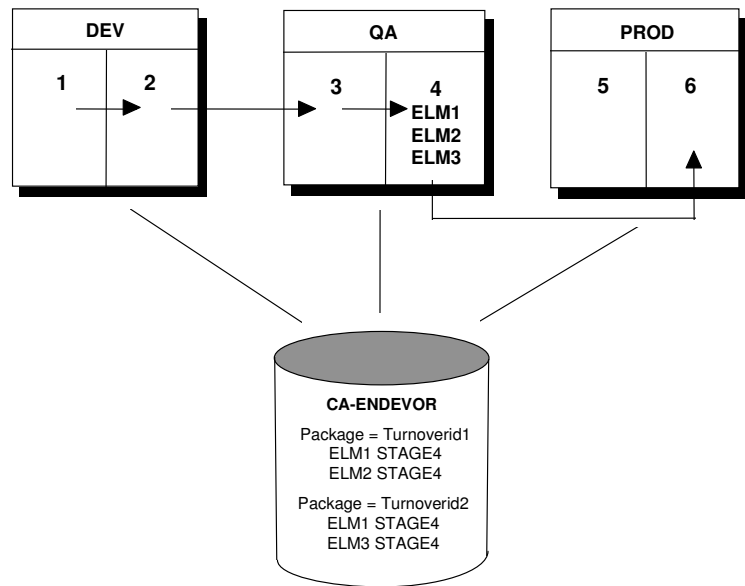 DEV
QA
PROD
1
2
3
4
5
6
ELM1
ELM2
ELM3
CA-ENDEVOR
Package = Turnoverid1
ELM1 STAGE4
ELM2 STAGE4
Package = Turnoverid2
ELM1 STAGE4
ELM3 STAGE4